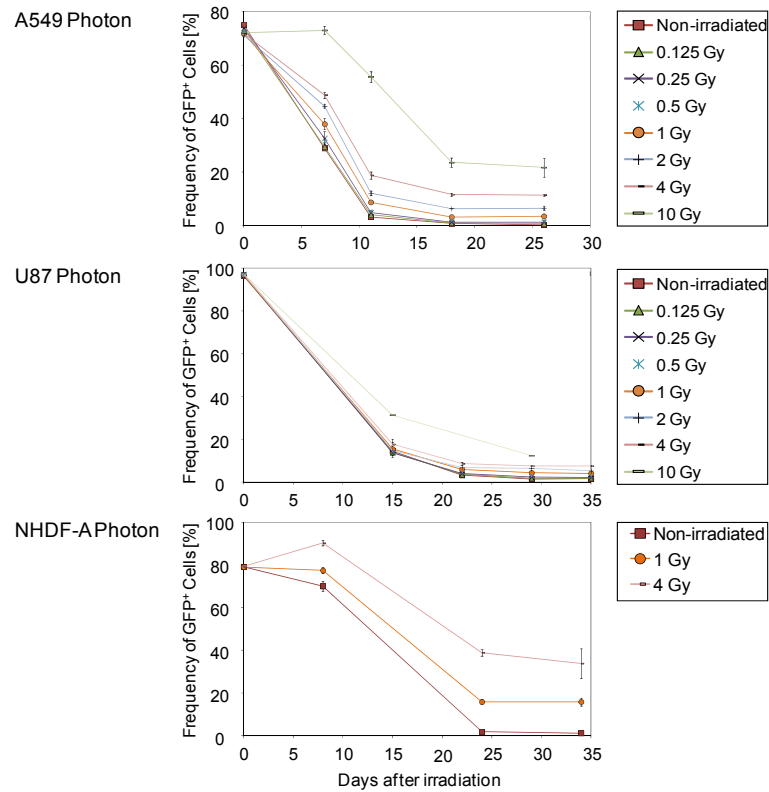 A549 Photon
Frequency of GFP⁺ Cells [%]
80
60
40
20
0
0 5 10 15 20 25 30
Non-irradiated
0.125 Gy
0.25 Gy
0.5 Gy
1 Gy
2 Gy
4 Gy
10 Gy
U87 Photon
Frequency of GFP⁺ Cells [%]
100
80
60
40
20
0
0 5 10 15 20 25 30 35
Non-irradiated
0.125 Gy
0.25 Gy
0.5 Gy
1 Gy
2 Gy
4 Gy
10 Gy
NHDF-A Photon
Frequency of GFP⁺ Cells [%]
100
80
60
40
20
0
0 5 10 15 20 25 30 35
Days after irradiation
Non-irradiated
1 Gy
4 Gy